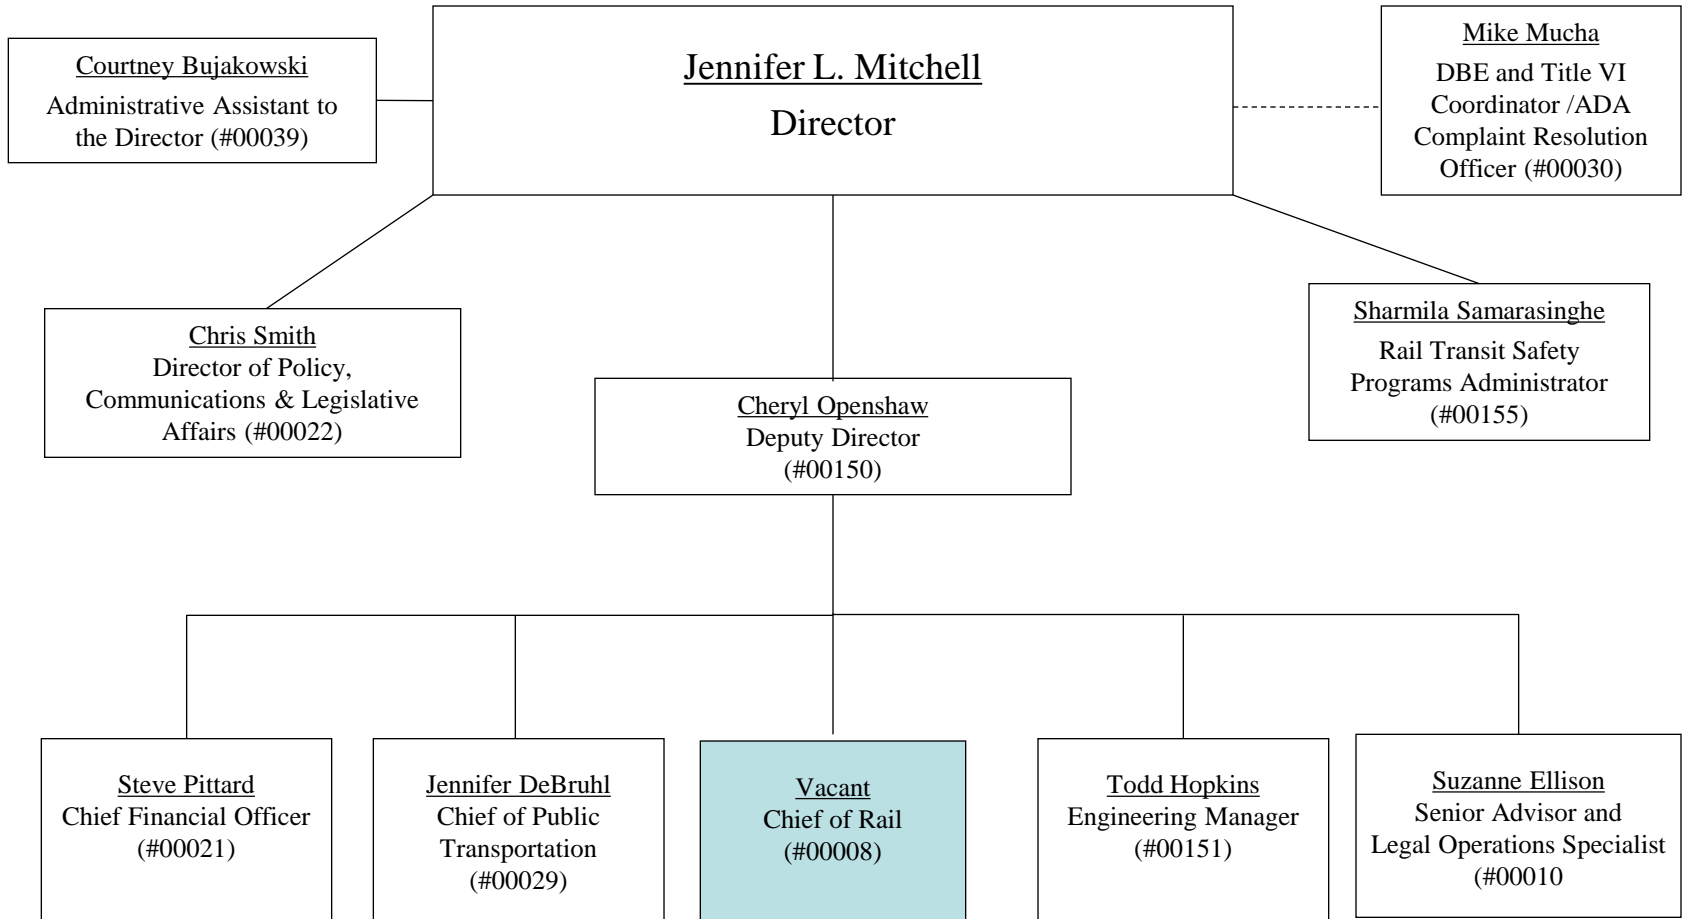 Courtney Bujakowski
Administrative Assistant to
the Director (#00039)
Jennifer L. Mitchell
Director
Mike Mucha
DBE and Title VI
Coordinator /ADA
Complaint Resolution
Officer (#00030)
Chris Smith
Director of Policy,
Communications & Legislative
Affairs (#00022)
Cheryl Openshaw
Deputy Director
(#00150)
Sharmila Samarasinghe
Rail Transit Safety
Programs Administrator
(#00155)
Steve Pittard
Chief Financial Officer
(#00021)
Jennifer DeBruhl
Chief of Public
Transportation
(#00029)
Vacant
Chief of Rail
(#00008)
Todd Hopkins
Engineering Manager
(#00151)
Suzanne Ellison
Senior Advisor and
Legal Operations Specialist
(#00010